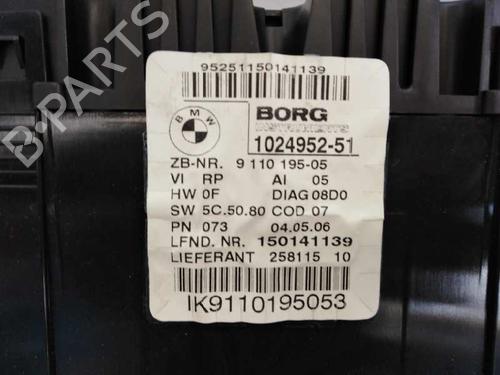 95251150141139
BMW
BORG
INSTRUMENTS
1024952-51
ZB-NR. 9 110 195-05
VI RP AI 05
HW 0F DIAG 08D0
SW 5C.50.80 COD 07
PN 073 04.05.06
LFND. NR. 150141139
LIEFERANT 258115 10
IK9110195053
B-PARTS